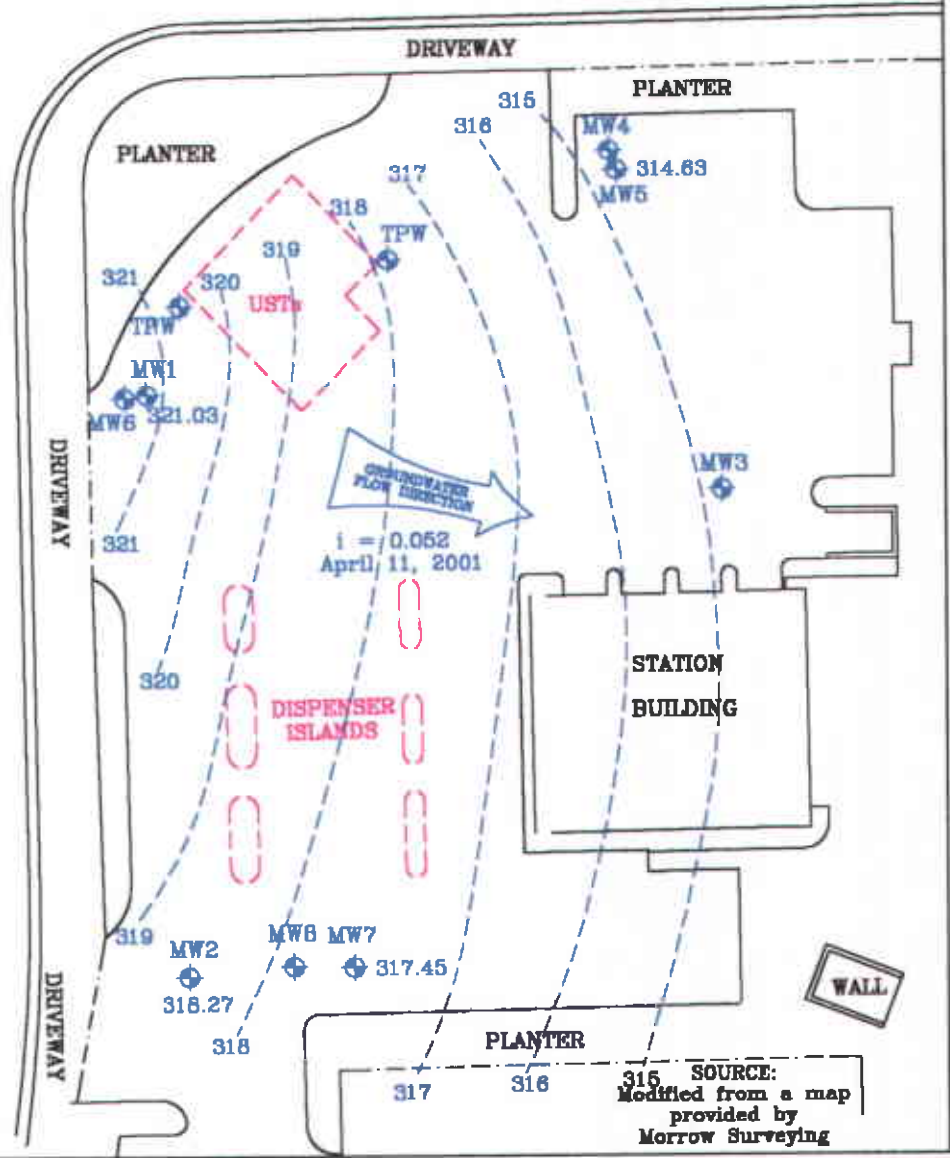 DRIVEWAY
PLANTER
315
316
MW4
314.63
MW5
PLANTER
317
318
TPW
319
321
320
USTs
TPW
MW1
321.03
MW6
DRIVEWAY
MW3
GROUNDWATER
FLOW DIRECTION
i = 0.052
April 11, 2001
321
320
STATION
BUILDING
DISPENSER
ISLANDS
319
MW2
318.27
MW8
MW7
317.45
318
WALL
DRIVEWAY
PLANTER
317
316
315
SOURCE:
Modified from a map
provided by
Morrow Surveying